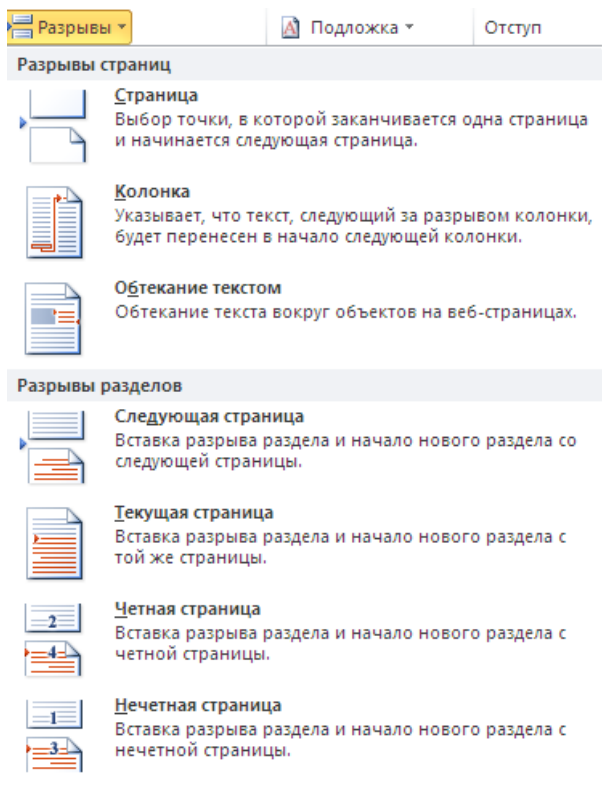 Разрывы Подложка Отступ
Разрывы страниц
Страница
Выбор точки, в которой заканчивается одна страница
и начинается следующая страница.
Колонка
Указывает, что текст, следующий за разрывом колонки,
будет перенесен в начало следующей колонки.
Обтекание текстом
Обтекание текста вокруг объектов на веб-страницах.
Разрывы разделов
Следующая страница
Вставка разрыва раздела и начало нового раздела со
следующей страницы.
Текущая страница
Вставка разрыва раздела и начало нового раздела с
той же страницы.
2
4
Четная страница
Вставка разрыва раздела и начало нового раздела с
четной страницы.
1
3
Нечетная страница
Вставка разрыва раздела и начало нового раздела с
нечетной страницы.